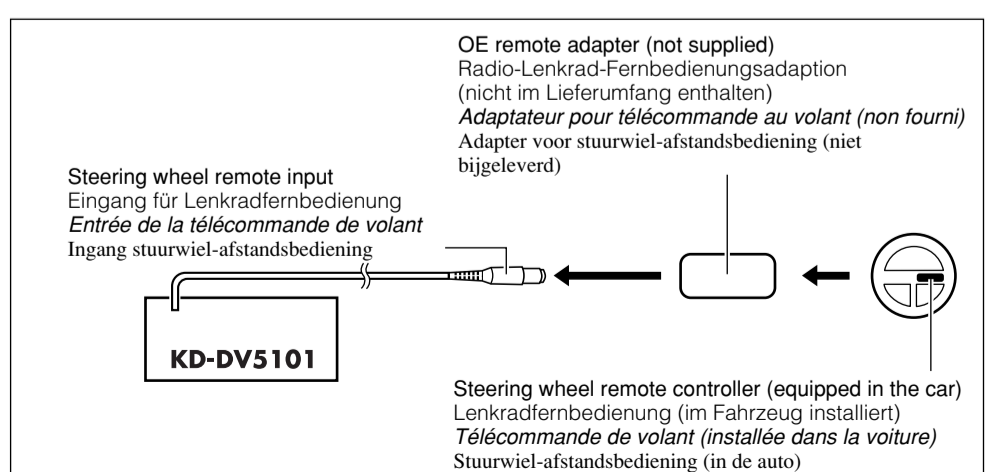 OE remote adapter (not supplied)
Radio-Lenkrad-Fernbedienungsadaption
(nicht im Lieferumfang enthalten)
Adaptateur pour télécommande au volant (non fourni)
Adapter voor stuurwiel-afstandsbediening (niet
bijgeleverd)
Steering wheel remote input
Eingang für Lenkradfernbedienung
Entrée de la télécommande de volant
Ingang stuurwiel-afstandsbediening
KD-DV5101
Steering wheel remote controller (equipped in the car)
Lenkradfernbedienung (im Fahrzeug installiert)
Télécommande de volant (installée dans la voiture)
Stuurwiel-afstandsbediening (in de auto)